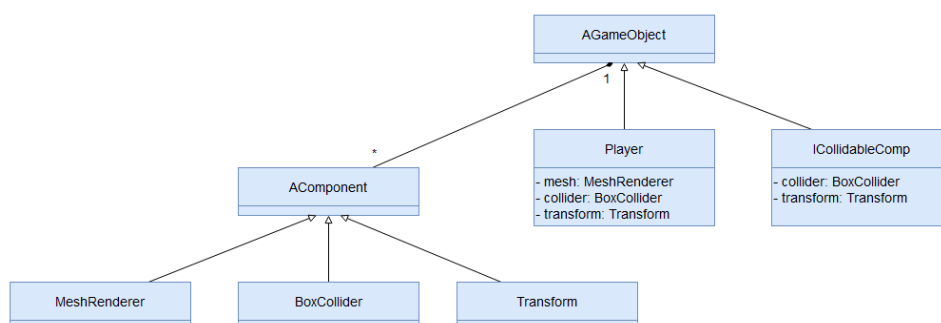 AGameObject
1
*
Player
- mesh: MeshRenderer
- collider: BoxCollider
- transform: Transform
ICollidableComp
- collider: BoxCollider
- transform: Transform
AComponent
MeshRenderer
BoxCollider
Transform